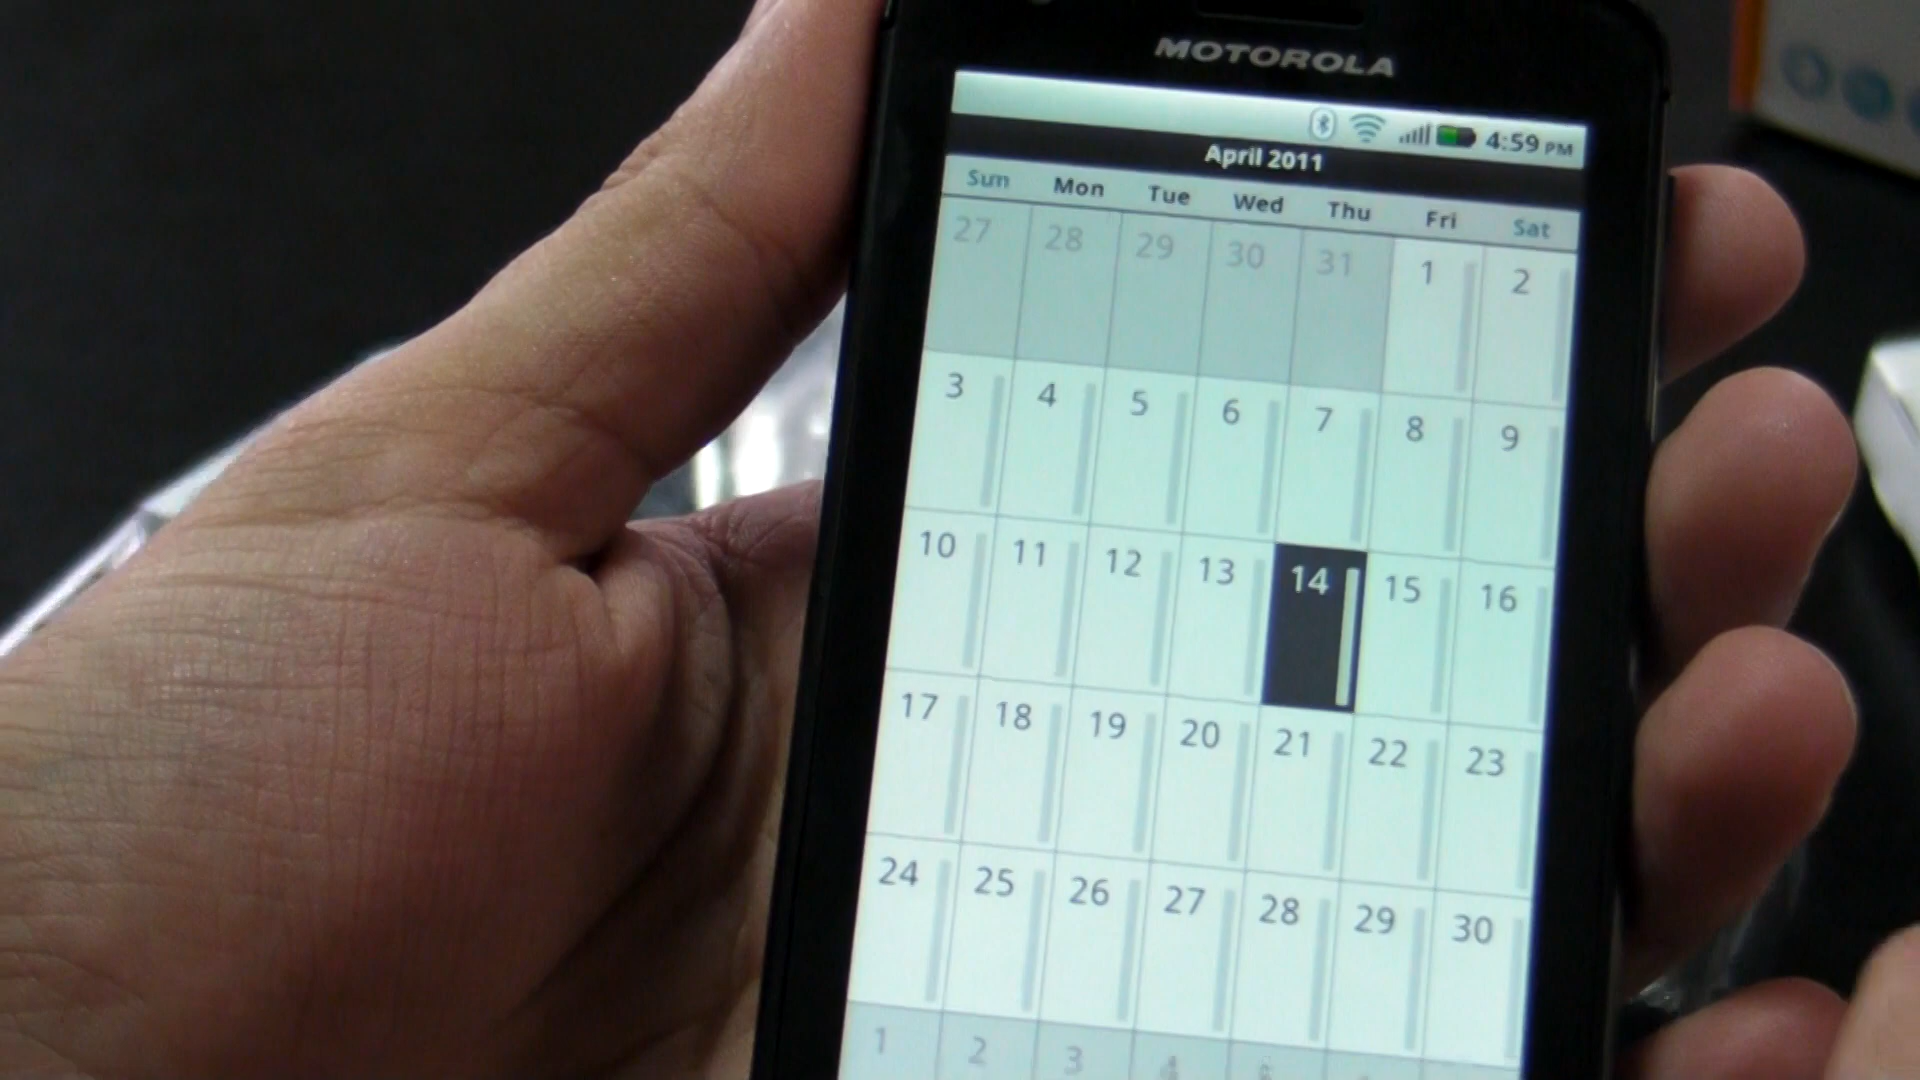 MOTOROLA
4:59 PM
April 2011
Sun Mon Tue Wed Thu Fri Sat
27 28 29 30 31 1 2
3 4 5 6 7 8 9
10 11 12 13 14 15 16
17 18 19 20 21 22 23
24 25 26 27 28 29 30
1 2 3 4